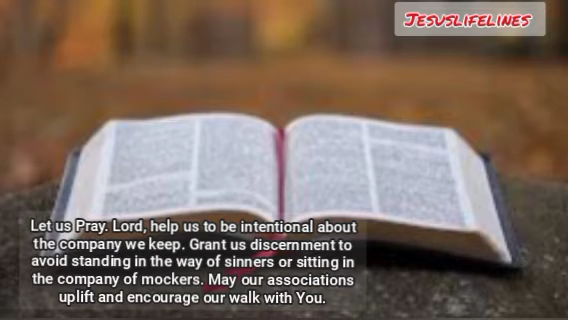 Jesuslifelines
Let us Pray. Lord, help us to be intentional about
the company we keep. Grant us discernment to
avoid standing in the way of sinners or sitting in
the company of mockers. May our associations
uplift and encourage our walk with You.